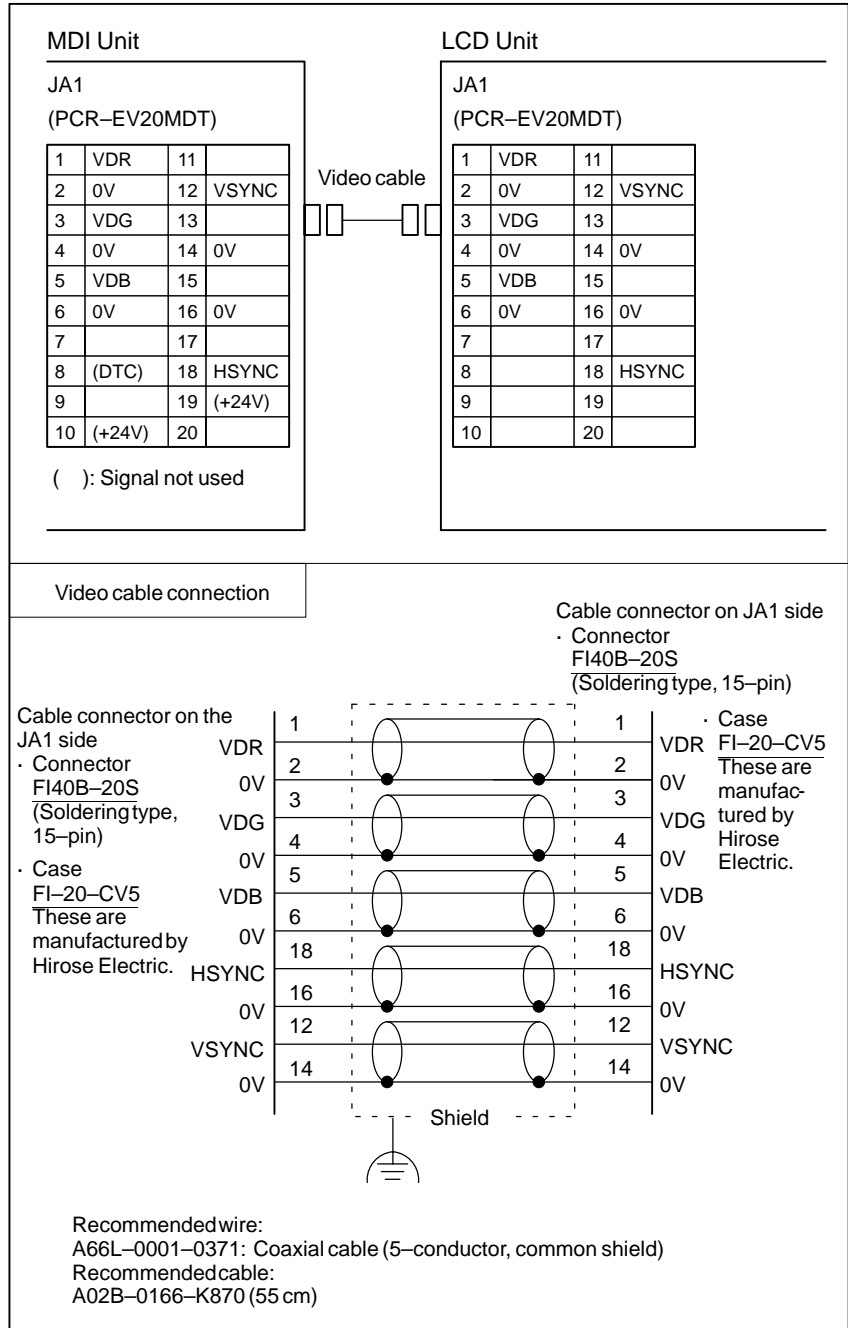 MDI Unit
JA1
(PCR–EV20MDT)
1 VDR 11
2 0V 12 VSYNC
3 VDG 13
4 0V 14 0V
5 VDB 15
6 0V 16 0V
7 17
8 (DTC) 18 HSYNC
9 19 (+24V)
10 (+24V) 20
( ): Signal not used
Video cable
LCD Unit
JA1
(PCR–EV20MDT)
1 VDR 11
2 0V 12 VSYNC
3 VDG 13
4 0V 14 0V
5 VDB 15
6 0V 16 0V
7 17
8 18 HSYNC
9 19
10 20
Video cable connection
Cable connector on the
JA1 side
· Connector
FI40B–20S
(Soldering type,
15–pin)
· Case
FI–20–CV5
These are
manufactured by
Hirose Electric.
VDR 1
0V 2
VDG 3
0V 4
VDB 5
0V 6
HSYNC 18
0V 16
VSYNC 12
0V 14
Shield
1 VDR
2 0V
3 VDG
4 0V
5 VDB
6 0V
18 HSYNC
16 0V
12 VSYNC
14 0V
Cable connector on JA1 side
· Connector
FI40B–20S
(Soldering type, 15–pin)
· Case
FI–20–CV5
These are
manufac-
tured by
Hirose
Electric.
Recommended wire:
A66L–0001–0371: Coaxial cable (5–conductor, common shield)
Recommended cable:
A02B–0166–K870 (55 cm)